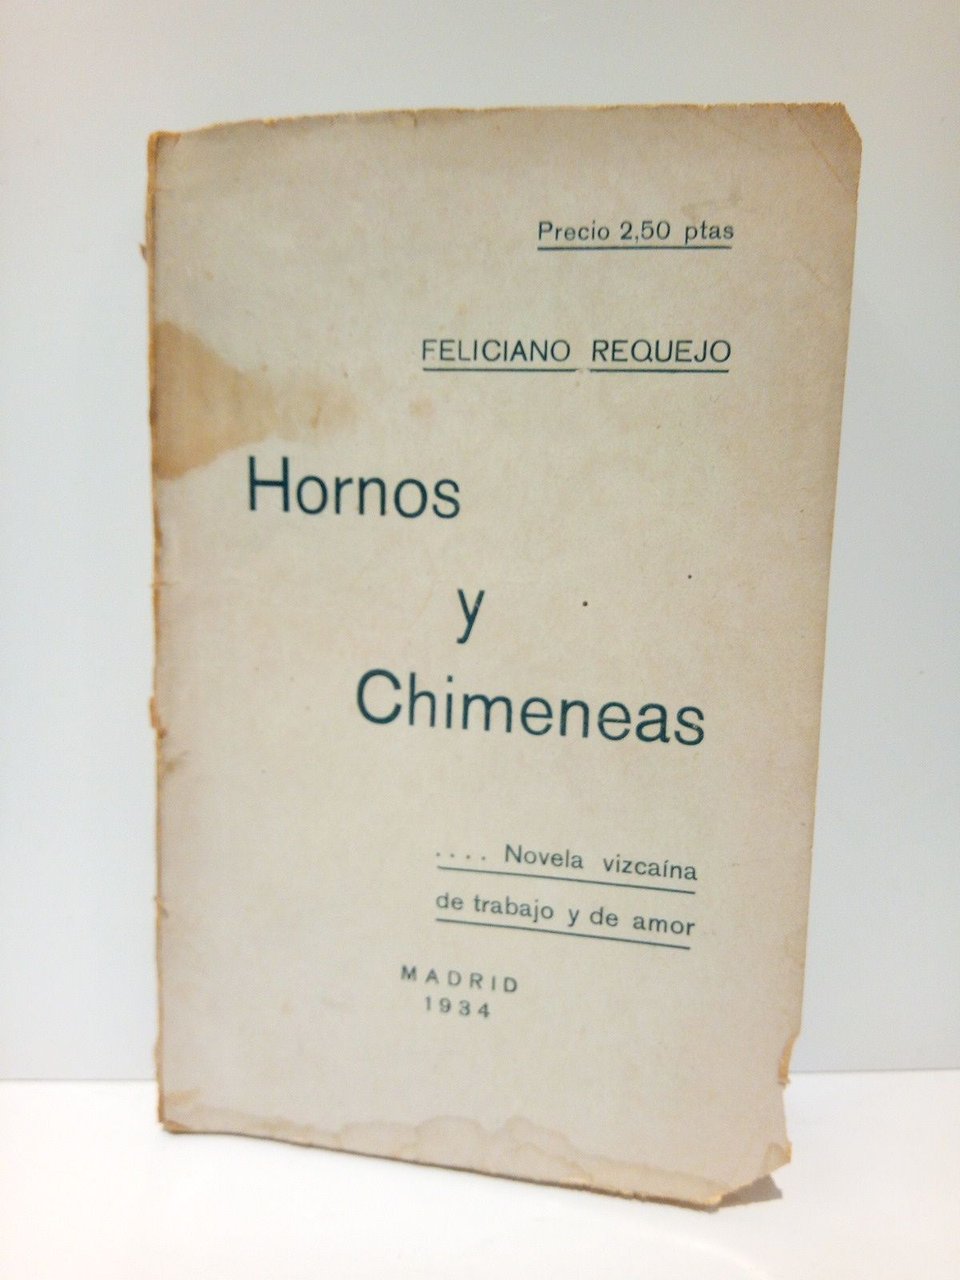 Precio 2,50 ptas
FELICIANO REQUEJO
Hornos
y
Chimeneas
.... Novela vizcaína
de trabajo y de amor
MADRID
1934